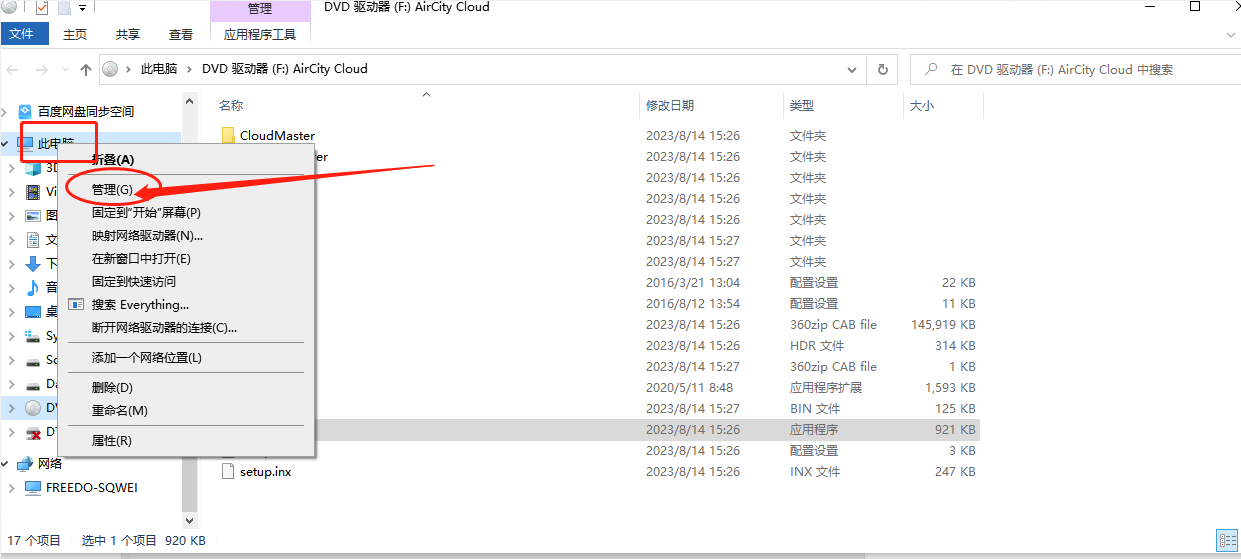 管理
DVD 驱动器 (F:) AirCity Cloud
文件
主页
共享
查看
应用程序工具
此电脑
DVD 驱动器 (F:) AirCity Cloud
在 DVD 驱动器 (F:) AirCity Cloud 中搜索
百度网盘同步空间
此电脑
3D
Vi
图
文
下
音
桌
Sy
So
Da
DV
DT
网络
FREEDO-SQWEI
折叠(A)
管理(G)
固定到"开始"屏幕(P)
映射网络驱动器(N)...
在新窗口中打开(E)
固定到快速访问
搜索 Everything...
断开网络驱动器的连接(C)...
添加一个网络位置(L)
删除(D)
重命名(M)
属性(R)
名称 修改日期 类型 大小
CloudMaster 2023/8/14 15:26 文件夹
er 2023/8/14 15:26 文件夹
2023/8/14 15:26 文件夹
2023/8/14 15:26 文件夹
2023/8/14 15:26 文件夹
2023/8/14 15:27 文件夹
2023/8/14 15:26 文件夹
2016/3/21 13:04 配置设置 22 KB
2016/8/12 13:54 配置设置 11 KB
2023/8/14 15:26 360zip CAB file 145,919 KB
2023/8/14 15:26 HDR 文件 314 KB
2023/8/14 15:27 360zip CAB file 1 KB
2020/5/11 8:48 应用程序扩展 1,593 KB
2023/8/14 15:27 BIN 文件 125 KB
2023/8/14 15:26 应用程序 921 KB
2023/8/14 15:26 配置设置 3 KB
setup.inx 2023/8/14 15:26 INX 文件 247 KB
17 个项目 选中 1 个项目 920 KB